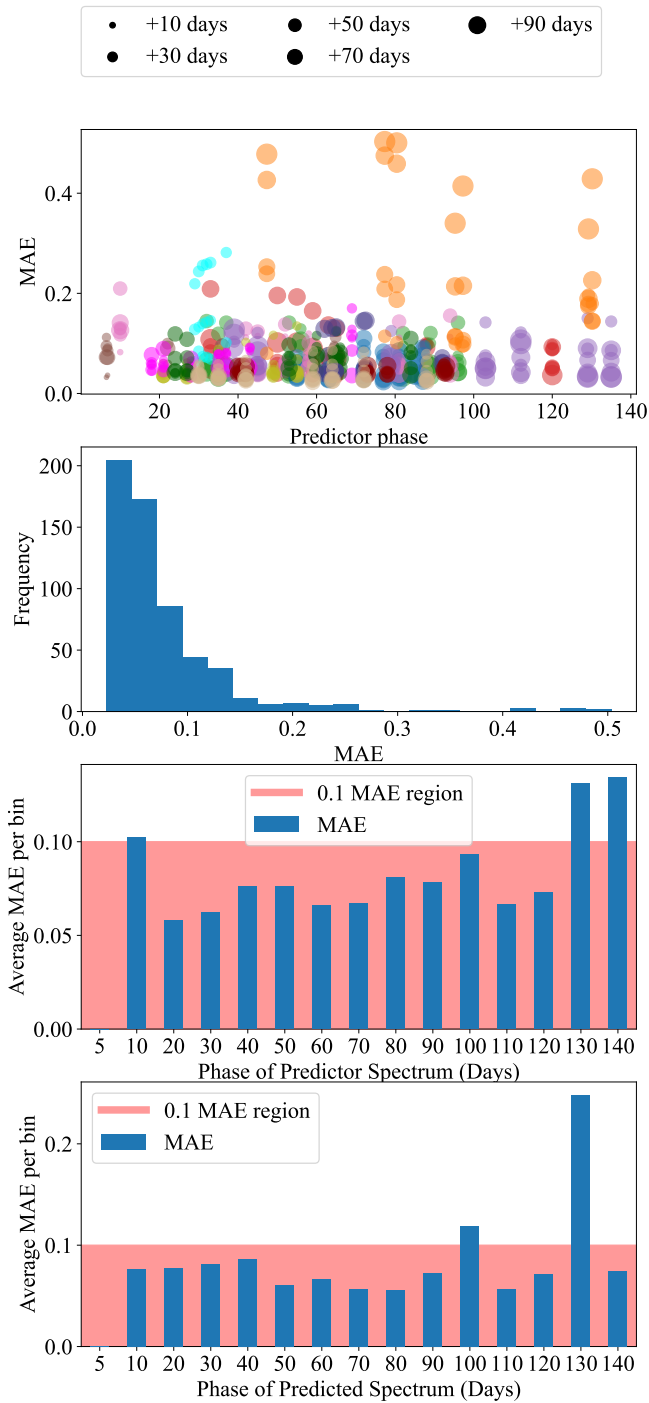 +10 days +50 days +90 days
+30 days +70 days
0.4
0.2
0.0
MAE
20 40 60 80 100 120 140
Predictor phase
200
150
100
50
0
Frequency
0.0 0.1 0.2 0.3 0.4 0.5
MAE
0.1 MAE region
MAE
0.10
0.05
0.00
Average MAE per bin
5 10 20 30 40 50 60 70 80 90 100 110 120 130 140
Phase of Predictor Spectrum (Days)
0.1 MAE region
MAE
0.2
0.1
0.0
Average MAE per bin
5 10 20 30 40 50 60 70 80 90 100 110 120 130 140
Phase of Predicted Spectrum (Days)